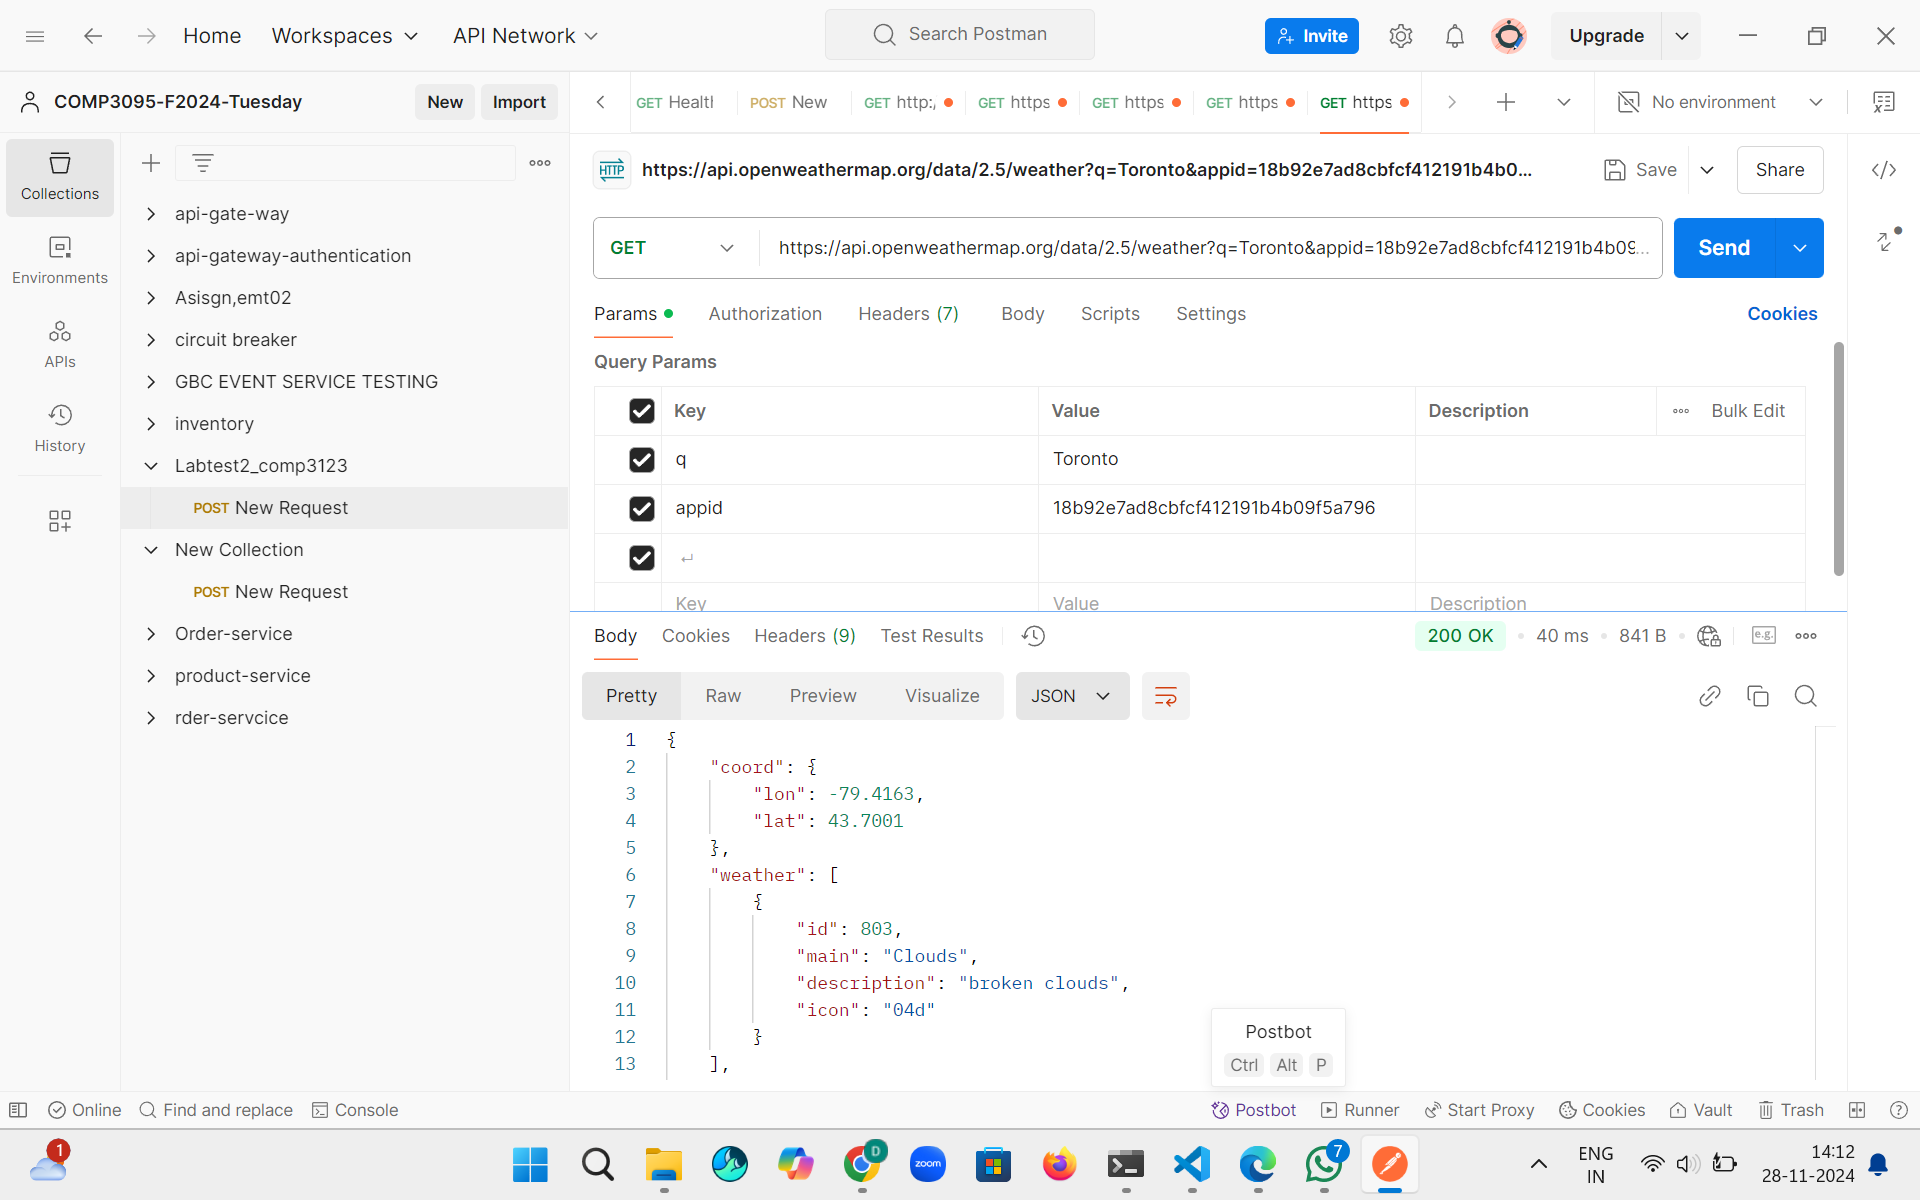 Home Workspaces API Network Search Postman Invite Upgrade
COMP3095-F2024-Tuesday New Import
GET Healtl POST New GET http:/ GET https GET https GET https GET https No environment
Collections
Environments
APIs
History
api-gate-way
api-gateway-authentication
Asisgn,emt02
circuit breaker
GBC EVENT SERVICE TESTING
inventory
Labtest2_comp3123
POST New Request
New Collection
POST New Request
Order-service
product-service
rder-servcice
HTTP https://api.openweathermap.org/data/2.5/weather?q=Toronto&appid=18b92e7ad8cbfcf412191b4b0... Save Share
GET https://api.openweathermap.org/data/2.5/weather?q=Toronto&appid=18b92e7ad8cbfcf412191b4b09... Send
Params Authorization Headers (7) Body Scripts Settings Cookies
Query Params
Key Value Description Bulk Edit
q Toronto
appid 18b92e7ad8cbfcf412191b4b09f5a796
Key Value Description
Body Cookies Headers (9) Test Results 200 OK 40 ms 841 B e.g.
Pretty Raw Preview Visualize JSON
1 {
2 "coord": {
3 "lon": -79.4163,
4 "lat": 43.7001
5 },
6 "weather": [
7 {
8 "id": 803,
9 "main": "Clouds",
10 "description": "broken clouds",
11 "icon": "04d"
12 }
13 ],
Postbot
Ctrl Alt P
Online Find and replace Console Postbot Runner Start Proxy Cookies Vault Trash
1 D zoom 7
ENG
IN
14:12
28-11-2024